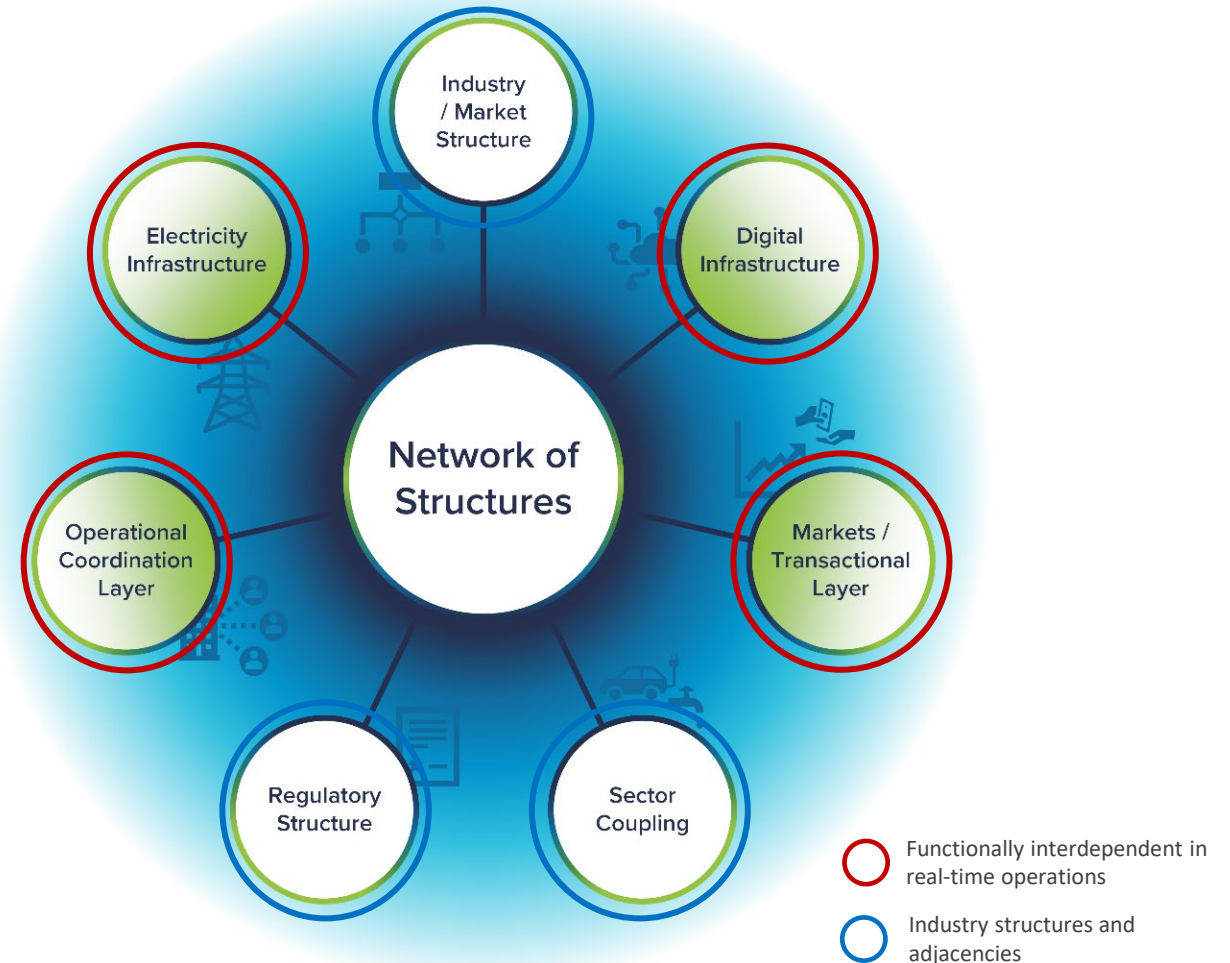 Industry
/ Market
Structure
Electricity
Infrastructure
Digital
Infrastructure
Network of
Structures
Operational
Coordination
Layer
Markets /
Transactional
Layer
Regulatory
Structure
Sector
Coupling
Functionally interdependent in
real-time operations
Industry structures and
adjacencies